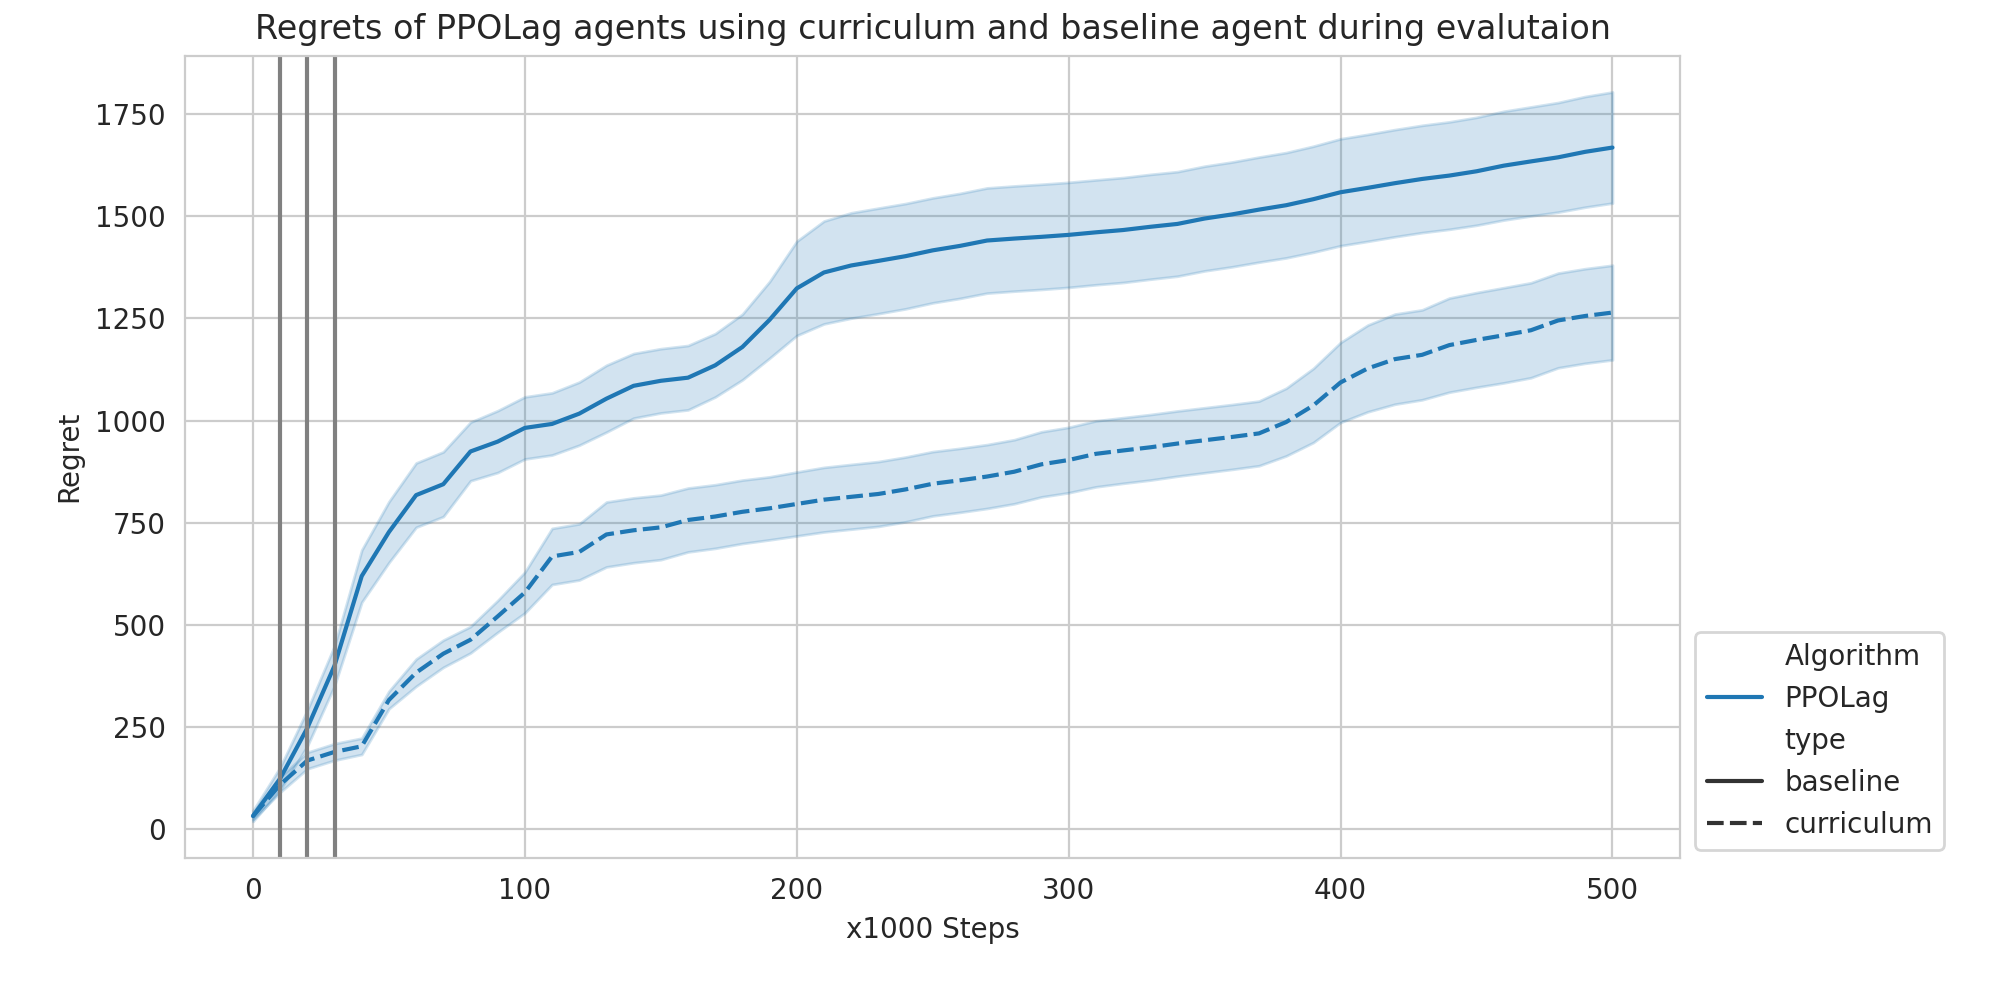 Regrets of PPOLag agents using curriculum and baseline agent during evalutaion
1750
1500
1250
1000
750
500
250
0
Regret
0 100 200 300 400 500
x1000 Steps
Algorithm
PPOLag
type
baseline
curriculum